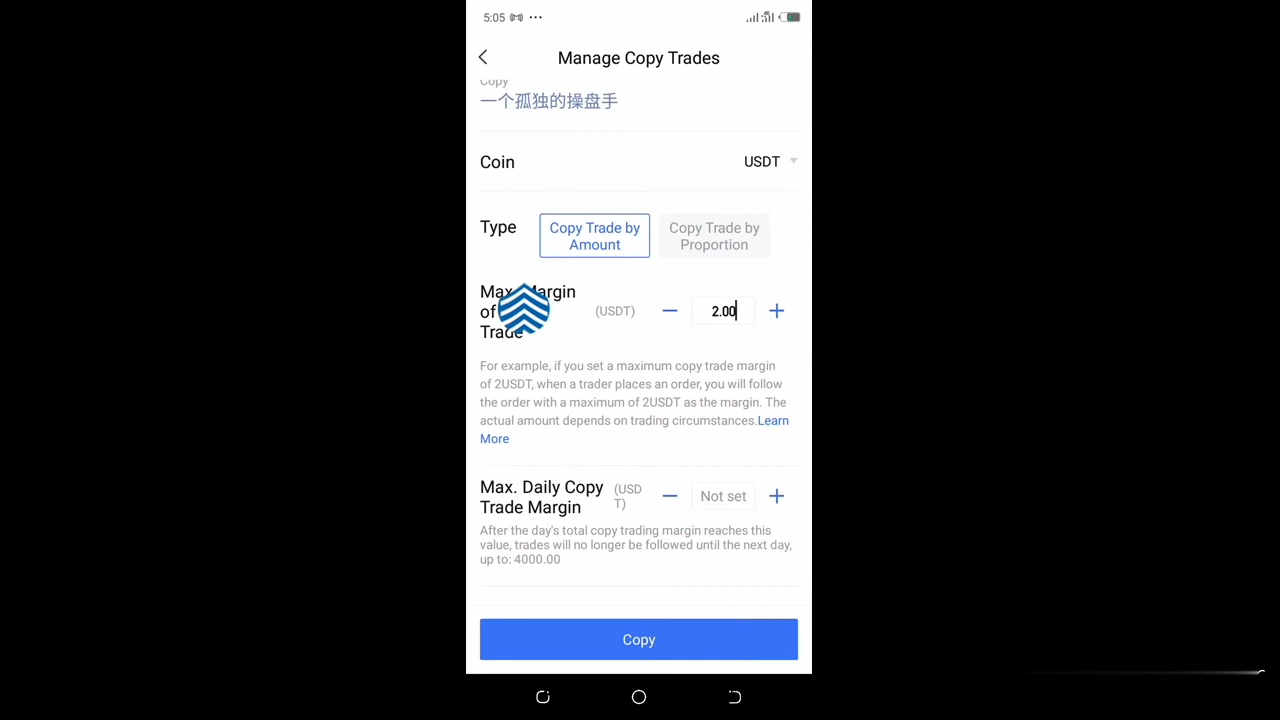 5:05
Manage Copy Trades
Copy
一个孤独的操盘手
Coin
USDT
Type
Copy Trade by
Amount
Copy Trade by
Proportion
Margin
of
(USDT)
2.00
Trade
For example, if you set a maximum copy trade margin
of 2USDT, when a trader places an order, you will follow
the order with a maximum of 2USDT as the margin. The
actual amount depends on trading circumstances.Learn
More
Max. Daily Copy
Trade Margin
(USD
T)
Not set
After the day's total copy trading margin reaches this
value, trades will no longer be followed until the next day,
up to: 4000.00
Copy